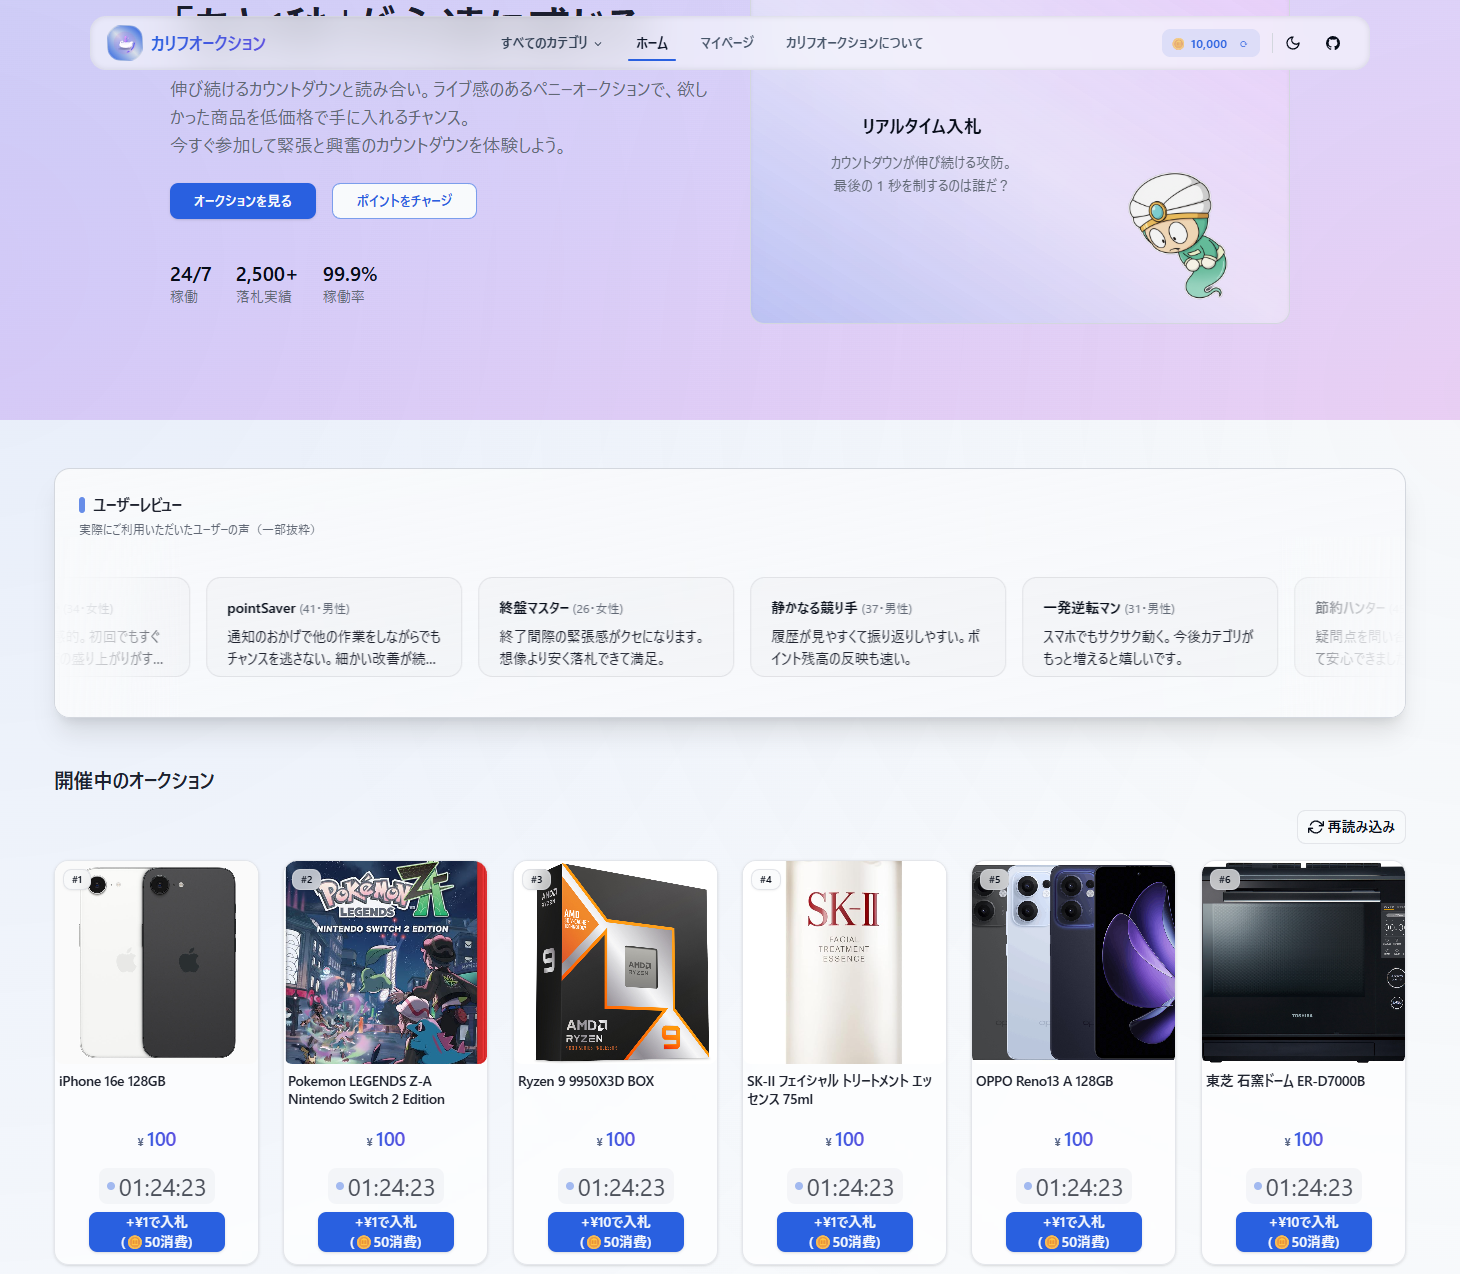 カリフオークション
すべてのカテゴリ
ホーム
マイページ
カリフオークションについて
10,000
伸び続けるカウントダウンと読み合い。ライブ感のあるペニーオークションで、欲し
かった商品を低価格で手に入れるチャンス。
今すぐ参加して緊張と興奮のカウントダウンを体験しよう。
オークションを見る
ポイントをチャージ
24/7
稼働
2,500+
落札実績
99.9%
稼働率
リアルタイム入札
カウントダウンが伸び続ける攻防。
最後の 1 秒を制するのは誰だ？
ユーザーレビュー
実際にご利用いただいたユーザーの声（一部抜粋）
(34・女性)
的。初回でもすぐ
の盛り上がりがす…
pointSaver (41・男性)
通知のおかげで他の作業をしながらでも
チャンスを逃さない。細かい改善が続…
終盤マスター (26・女性)
終了間際の緊張感がクセになります。
想像より安く落札できて満足。
静かなる競り手 (37・男性)
履歴が見やすくて振り返りしやすい。ポ
イント残高の反映も速い。
一発逆転マン (31・男性)
スマホでもサクサク動く。今後カテゴリが
もっと増えると嬉しいです。
節約ハンター
疑問点を問い
て安心できまし
開催中のオークション
再読み込み
#1
iPhone 16e 128GB
¥ 100
01:24:23
+¥1で入札
(50消費)
#2
POKÉMON
LEGENDS Z-A
NINTENDO SWITCH 2 EDITION
Pokemon LEGENDS Z-A
Nintendo Switch 2 Edition
¥ 100
01:24:23
+¥1で入札
(50消費)
#3
AMD
RYZEN
9
AMD
RYZEN
AMD
RYZEN
9
Ryzen 9 9950X3D BOX
¥ 100
01:24:23
+¥10で入札
(50消費)
#4
SK-II
FACIAL
TREATMENT
ESSENCE
SK-II フェイシャル トリートメント エッ
センス 75ml
¥ 100
01:24:23
+¥1で入札
(50消費)
#5
OPPO Reno13 A 128GB
¥ 100
01:24:23
+¥1で入札
(50消費)
#6
TOSHIBA
東芝 石窯ドーム ER-D7000B
¥ 100
01:24:23
+¥10で入札
(50消費)